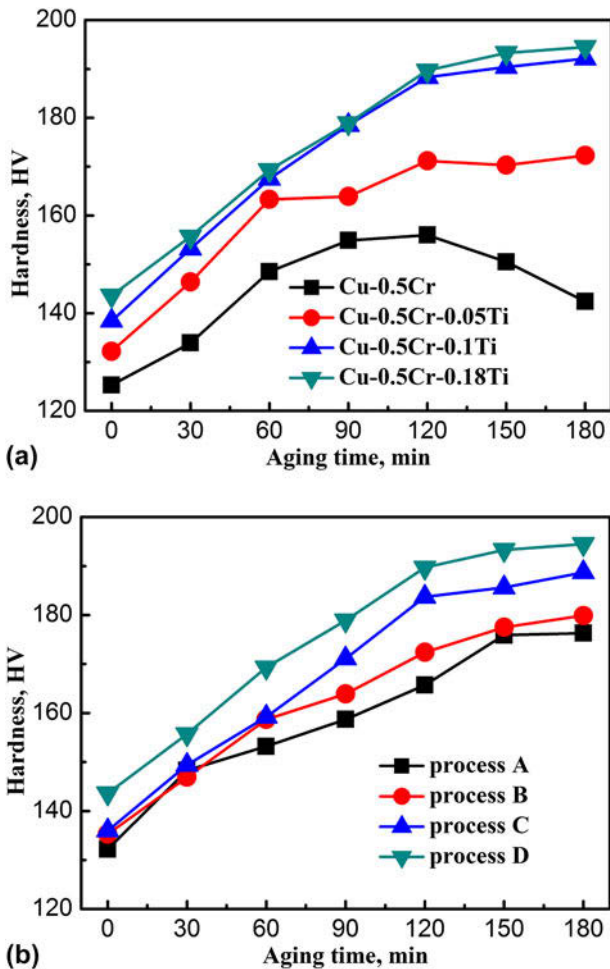 200
180
160
140
120
Hardness, HV
Cu-0.5Cr
Cu-0.5Cr-0.05Ti
Cu-0.5Cr-0.1Ti
Cu-0.5Cr-0.18Ti
0 30 60 90 120 150 180
(a) Aging time, min
200
180
160
140
120
Hardness, HV
process A
process B
process C
process D
0 30 60 90 120 150 180
(b) Aging time, min